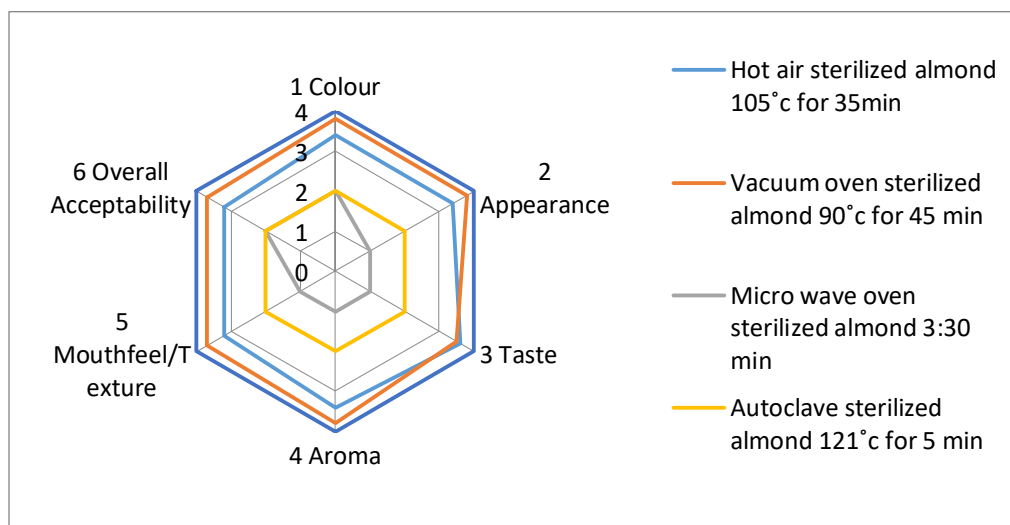 1 Colour
4
3
2
1
0
2
Appearance
3 Taste
4 Aroma
5
Mouthfeel/T
exture
6 Overall
Acceptability
Hot air sterilized almond
105˚c for 35min
Vacuum oven sterilized
almond 90˚c for 45 min
Micro wave oven
sterilized almond 3:30
min
Autoclave sterilized
almond 121˚c for 5 min